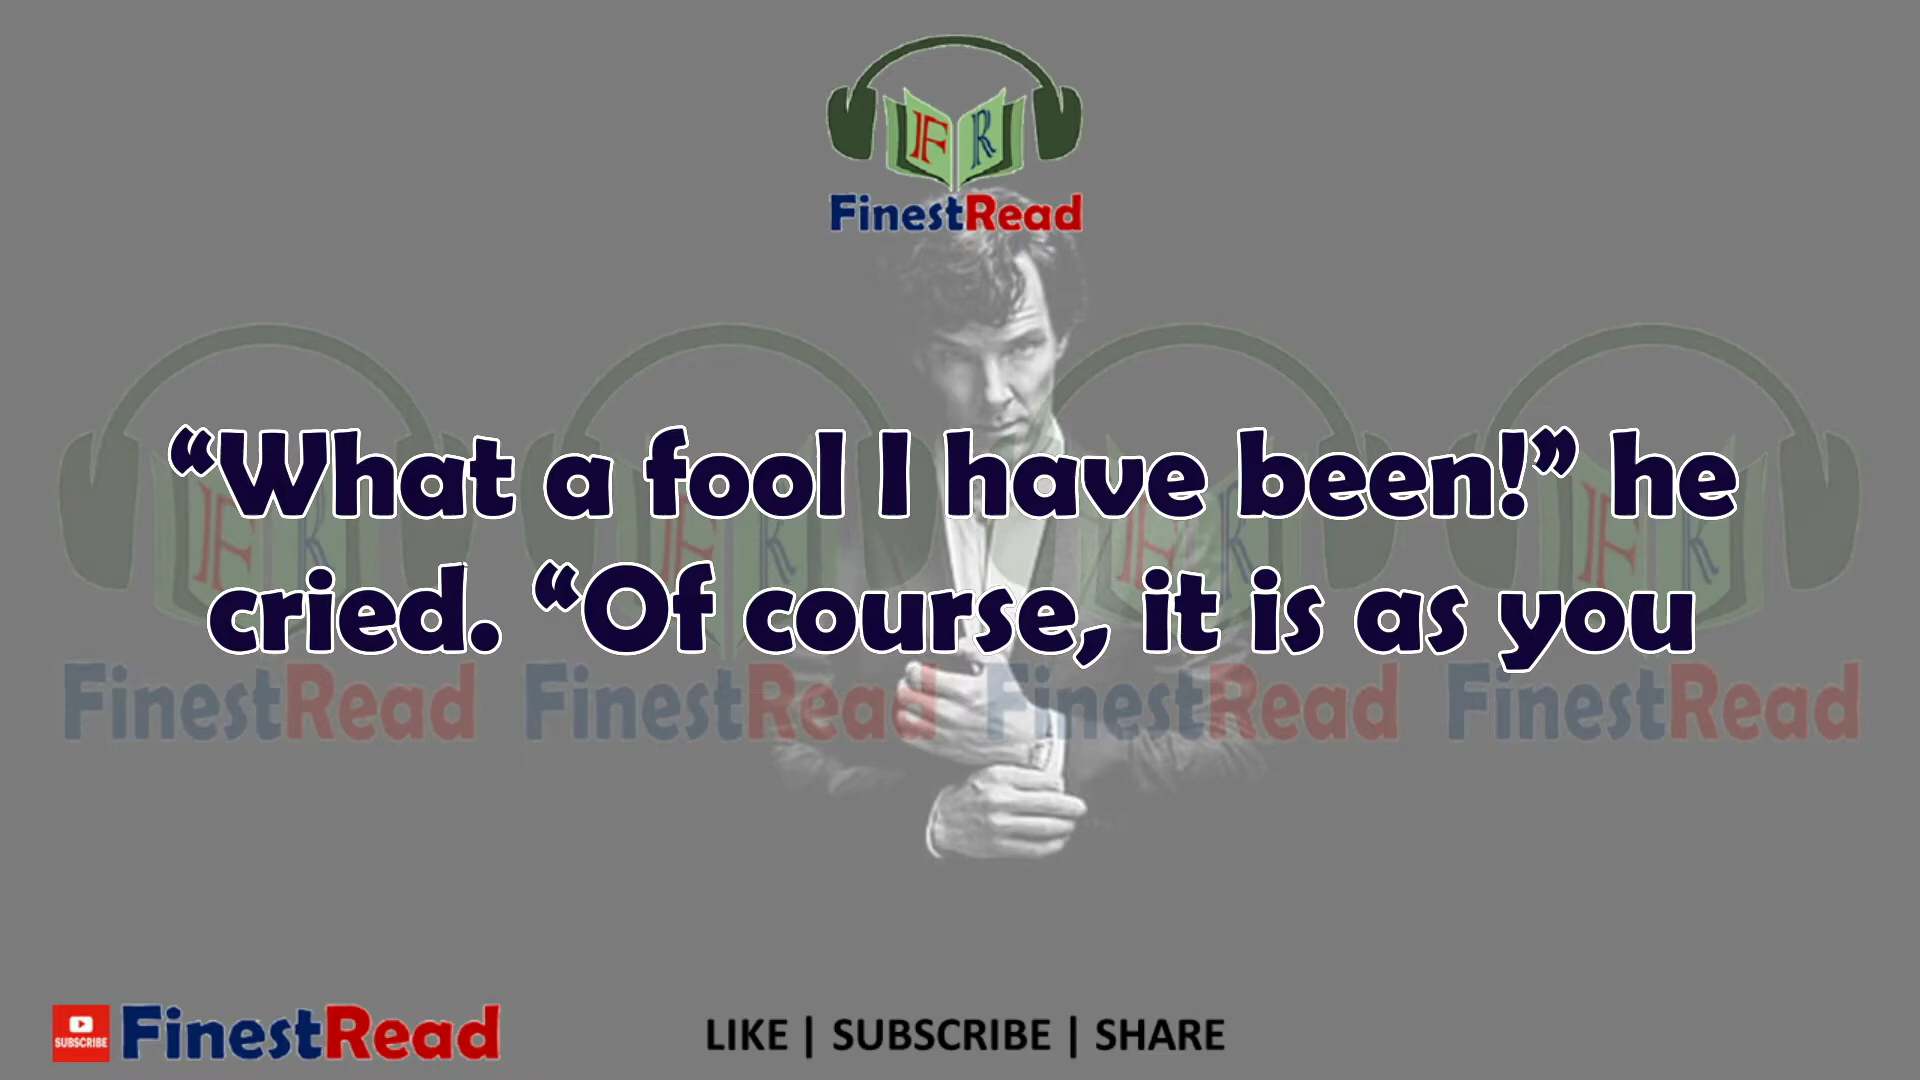 F R
FinestRead
“What a fool I have been!” he
cried. “Of course, it is as you
F R F R F R F R
FinestRead FinestRead FinestRead FinestRead
SUBSCRIBE FinestRead LIKE | SUBSCRIBE | SHARE